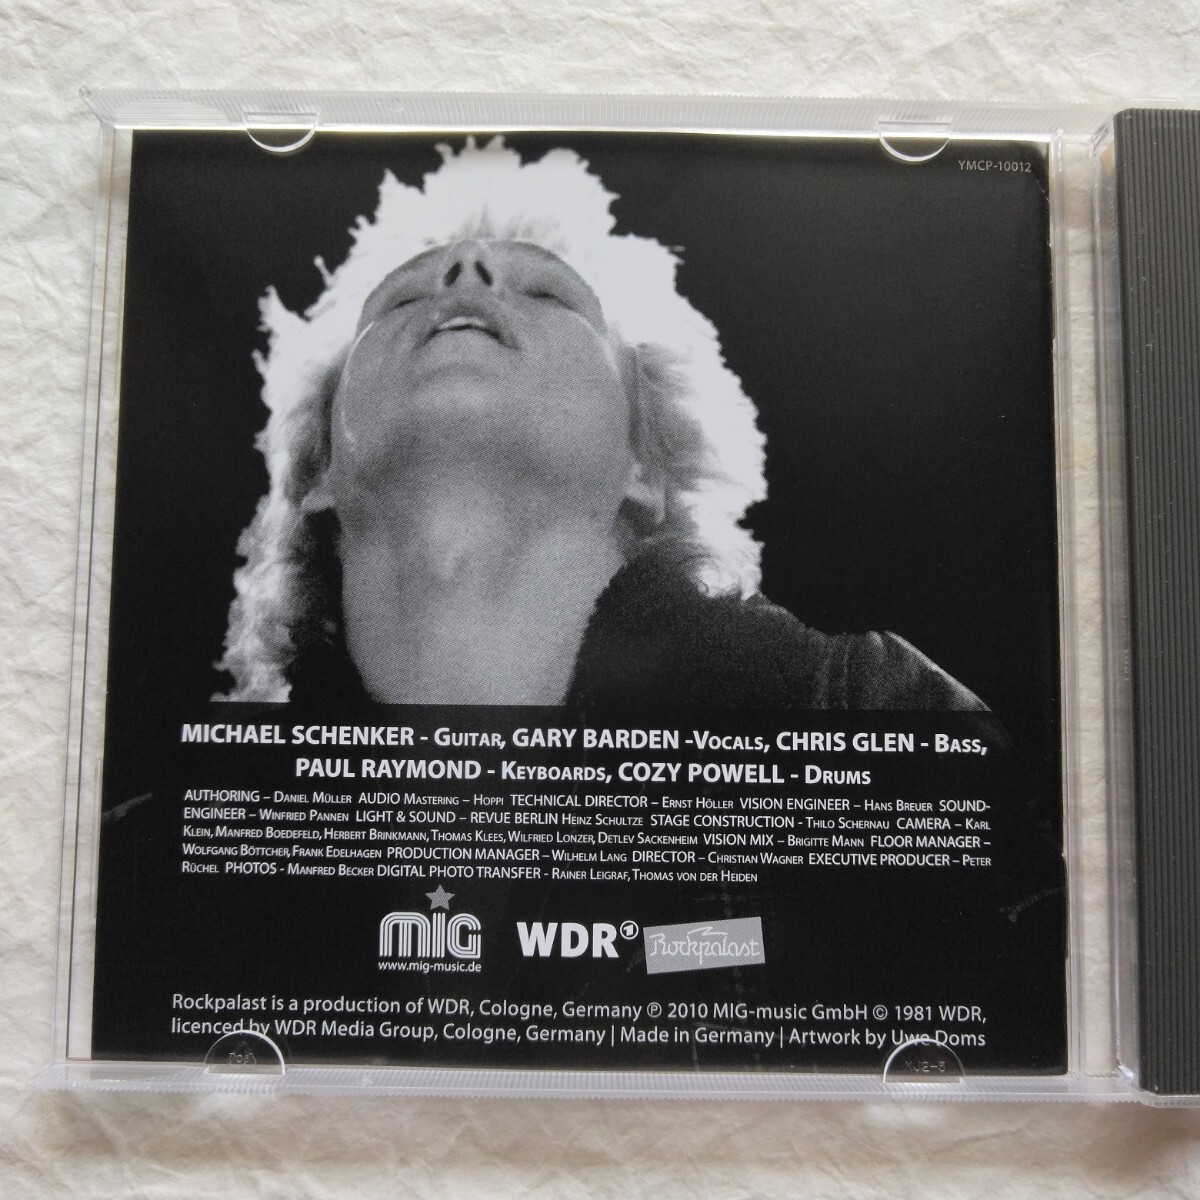 YMCP-10012
MICHAEL SCHENKER - GUITAR, GARY BARDEN -VOCALS, CHRIS GLEN - BASS,
PAUL RAYMOND - KEYBOARDS, COZY POWELL - DRUMS
AUTHORING – DANIEL MÜLLER AUDIO MASTERING – HOPPI TECHNICAL DIRECTOR – ERNST HÖLLER VISION ENGINEER – HANS BREUER SOUND-
ENGINEER – WINFRIED PANNEN LIGHT & SOUND – REVUE BERLIN HEINZ SCHULTZE STAGE CONSTRUCTION - THILO SCHERNAU CAMERA – KARL
KLEIN, MANFRED BOEDEFELD, HERBERT BRINKMANN, THOMAS KLEES, WILFRIED LONZER, DETLEV SACKENHEIM VISION MIX – BRIGITTE MANN FLOOR MANAGER –
WOLFGANG BÖTTCHER, FRANK EDELHAGEN PRODUCTION MANAGER – WILHELM LANG DIRECTOR – CHRISTIAN WAGNER EXECUTIVE PRODUCER – PETER
RÜCHEL PHOTOS - MANFRED BECKER DIGITAL PHOTO TRANSFER - RAINER LEIGRAF, THOMAS VON DER HEIDEN
mig
www.mig-music.de
WDR 1
Rockpalast
Rockpalast is a production of WDR, Cologne, Germany ℗ 2010 MIG-music GmbH © 1981 WDR,
licenced by WDR Media Group, Cologne, Germany | Made in Germany | Artwork by Uwe Doms